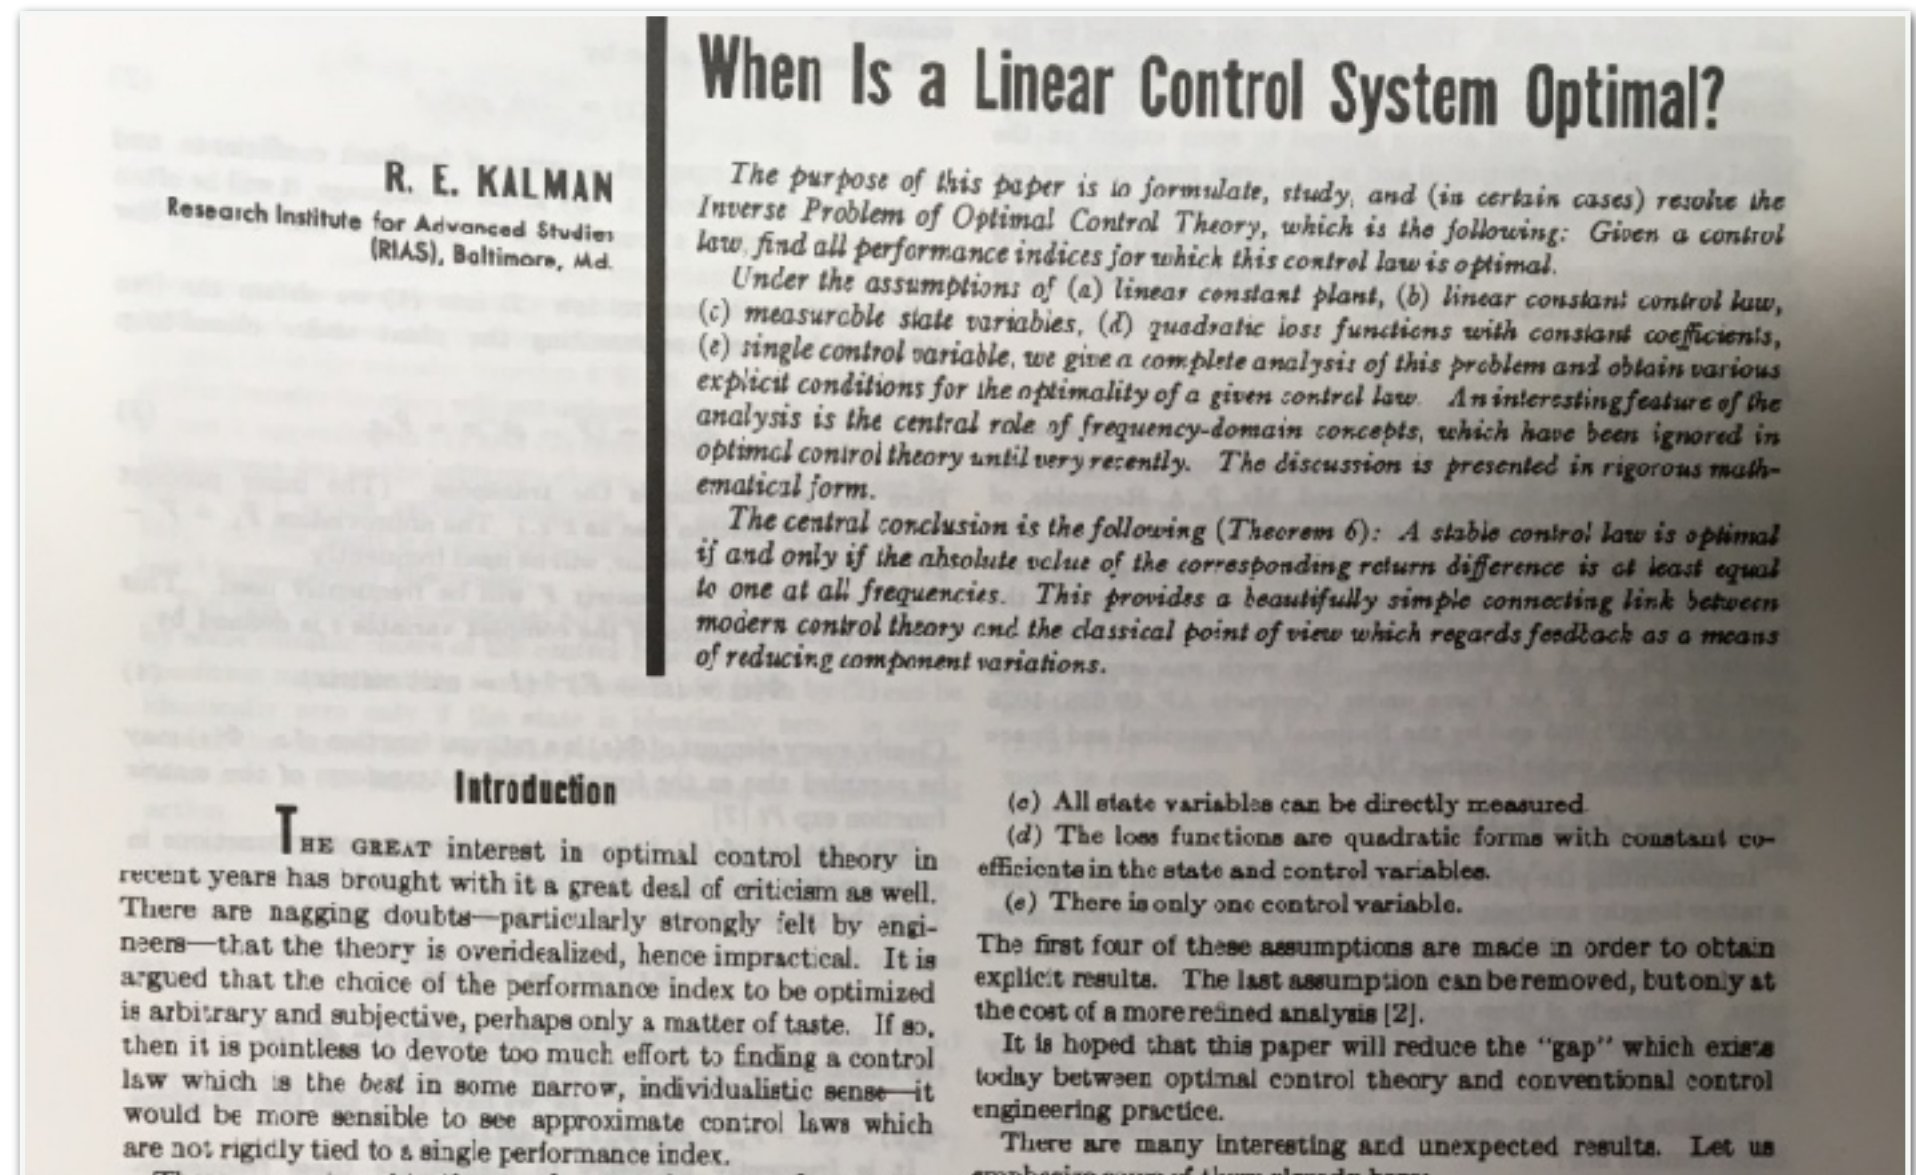 When Is a Linear Control System Optimal?
R. E. KALMAN
Research Institute for Advanced Studies
(RIAS), Baltimore, Md.
The purpose of this paper is to formulate, study, and (in certain cases) resolve the
Inverse Problem of Optimal Control Theory, which is the following: Given a control
law, find all performance indices for which this control law is optimal.
Under the assumptions of (a) linear constant plant, (b) linear constant control law,
(c) measurable state variables, (d) quadratic loss functions with constant coefficients,
(e) single control variable, we give a complete analysis of this problem and obtain various
explicit conditions for the optimality of a given control law. An interesting feature of the
analysis is the central role of frequency-domain concepts, which have been ignored in
optimal control theory until very recently. The discussion is presented in rigorous math-
ematical form.
The central conclusion is the following (Theorem 6): A stable control law is optimal
if and only if the absolute value of the corresponding return difference is at least equal
to one at all frequencies. This provides a beautifully simple connecting link between
modern control theory and the classical point of view which regards feedback as a means
of reducing component variations.
Introduction
THE GREAT interest in optimal control theory in
recent years has brought with it a great deal of criticism as well.
There are nagging doubts—particularly strongly felt by engi-
neers—that the theory is overidealized, hence impractical. It is
argued that the choice of the performance index to be optimized
is arbitrary and subjective, perhaps only a matter of taste. If so,
then it is pointless to devote too much effort to finding a control
law which is the best in some narrow, individualistic sense—it
would be more sensible to see approximate control laws which
are not rigidly tied to a single performance index.
(c) All state variables can be directly measured.
(d) The loss functions are quadratic forms with constant co-
efficients in the state and control variables.
(e) There is only one control variable.
The first four of these assumptions are made in order to obtain
explicit results. The last assumption can be removed, but only at
the cost of a more refined analysis [2].
It is hoped that this paper will reduce the "gap" which exists
today between optimal control theory and conventional control
engineering practice.
There are many interesting and unexpected results. Let us